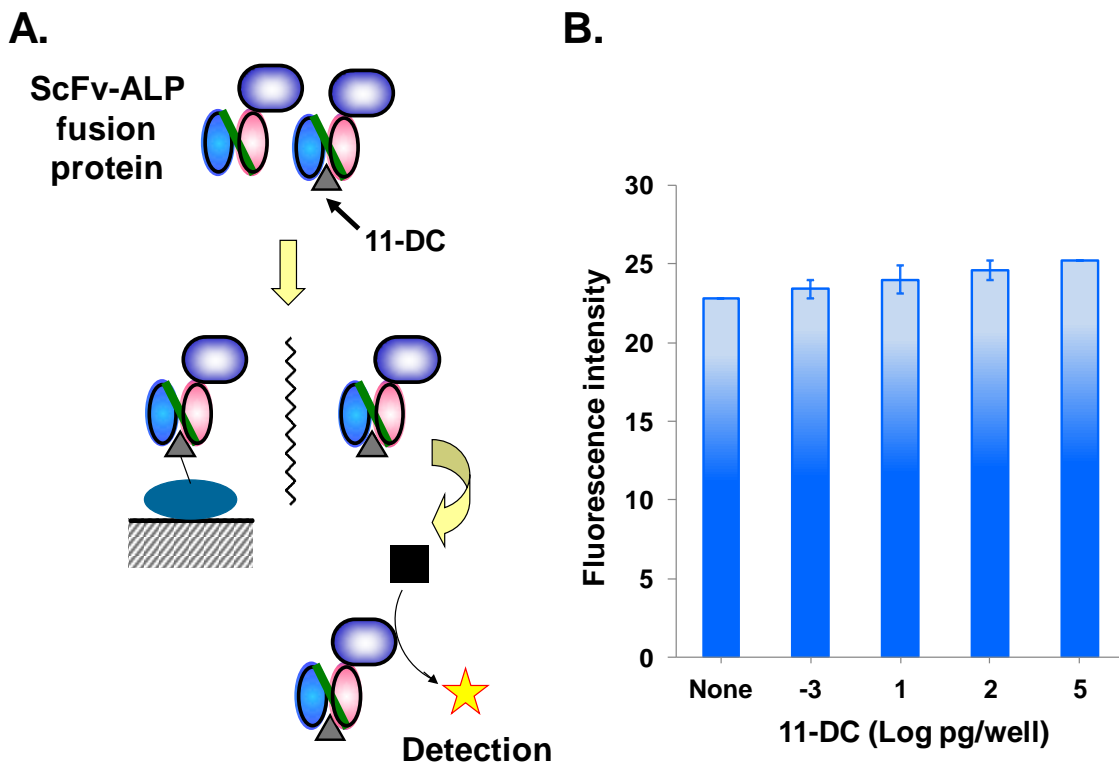 A.
ScFv-ALP
fusion
protein
11-DC
Detection
B.
Fluorescence intensity
30
25
20
15
10
5
0
None -3 1 2 5
11-DC (Log pg/well)